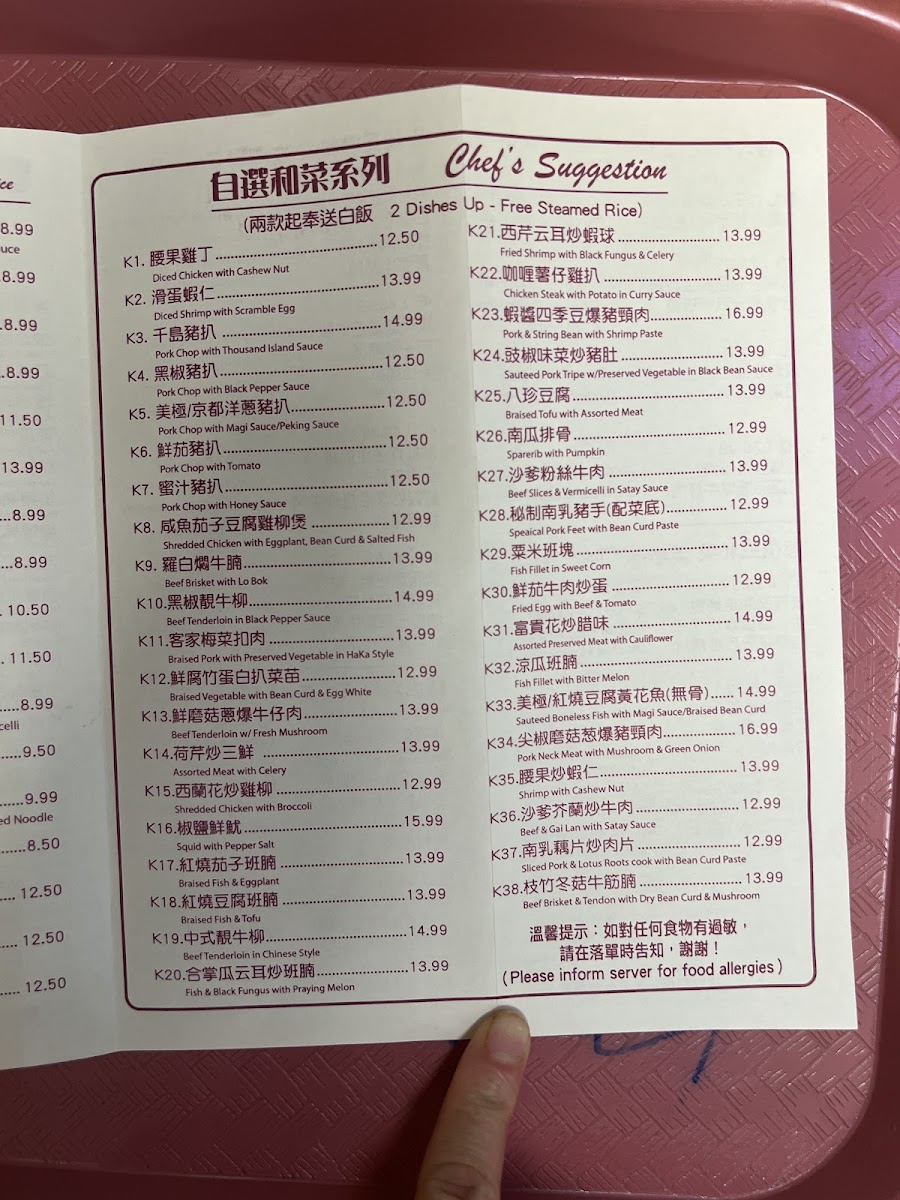 ice
8.99
uce
.8.99
.8.99
..8.99
11.50
13.99
...8.99
...8.99
. 10.50
. 11.50
....8.99
celli
.....9.50
.....9.99
ed Noodle
......8.50
.... 12.50
.... 12.50
..... 12.50
自選和菜系列 Chef's Suggestion
(兩款起奉送白飯 2 Dishes Up - Free Steamed Rice)
K1. 腰果雞丁 12.50
Diced Chicken with Cashew Nut
K2. 滑蛋蝦仁 13.99
Diced Shrimp with Scramble Egg
K3. 千島豬扒 14.99
Pork Chop with Thousand Island Sauce
K4. 黑椒豬扒 12.50
Pork Chop with Black Pepper Sauce
K5. 美極/京都洋蔥豬扒 12.50
Pork Chop with Magi Sauce/Peking Sauce
K6. 鮮茄豬扒 12.50
Pork Chop with Tomato
K7. 蜜汁豬扒 12.50
Pork Chop with Honey Sauce
K8. 咸魚茄子豆腐雞柳煲 12.99
Shredded Chicken with Eggplant, Bean Curd & Salted Fish
K9. 羅白燜牛腩 13.99
Beef Brisket with Lo Bok
K10.黑椒靚牛柳 14.99
Beef Tenderloin in Black Pepper Sauce
K11.客家梅菜扣肉 13.99
Braised Pork with Preserved Vegetable in HaKa Style
K12.鮮腐竹蛋白扒菜苗 12.99
Braised Vegetable with Bean Curd & Egg White
K13.鮮磨菇蔥爆牛仔肉 13.99
Beef Tenderloin w/ Fresh Mushroom
K14.荷芹炒三鮮 13.99
Assorted Meat with Celery
K15.西蘭花炒雞柳 12.99
Shredded Chicken with Broccoli
K16.椒鹽鮮魷 15.99
Squid with Pepper Salt
K17.紅燒茄子班腩 13.99
Braised Fish & Eggplant
K18.紅燒豆腐班腩 13.99
Braised Fish & Tofu
K19.中式靚牛柳 14.99
Beef Tenderloin in Chinese Style
K20.合掌瓜云耳炒班腩 13.99
Fish & Black Fungus with Praying Melon
K21.西芹云耳炒蝦球 13.99
Fried Shrimp with Black Fungus & Celery
K22.咖喱薯仔雞扒 13.99
Chicken Steak with Potato in Curry Sauce
K23.蝦醬四季豆爆豬頸肉 16.99
Pork & String Bean with Shrimp Paste
K24.豉椒味菜炒豬肚 13.99
Sauteed Pork Tripe w/Preserved Vegetable in Black Bean Sauce
K25.八珍豆腐 13.99
Braised Tofu with Assorted Meat
K26.南瓜排骨 12.99
Sparerib with Pumpkin
K27.沙爹粉絲牛肉 13.99
Beef Slices & Vermicelli in Satay Sauce
K28.秘制南乳豬手(配菜底) 12.99
Speaical Pork Feet with Bean Curd Paste
K29.粟米班塊 13.99
Fish Fillet in Sweet Corn
K30.鮮茄牛肉炒蛋 12.99
Fried Egg with Beef & Tomato
K31.富貴花炒腊味 14.99
Assorted Preserved Meat with Cauliflower
K32.涼瓜班腩 13.99
Fish Fillet with Bitter Melon
K33.美極/紅燒豆腐黃花魚(無骨) 14.99
Sauteed Boneless Fish with Magi Sauce/Braised Bean Curd
K34.尖椒磨菇葱爆豬頸肉 16.99
Pork Neck Meat with Mushroom & Green Onion
K35.腰果炒蝦仁 13.99
Shrimp with Cashew Nut
K36.沙爹芥蘭炒牛肉 12.99
Beef & Gai Lan with Satay Sauce
K37.南乳藕片炒肉片 12.99
Sliced Pork & Lotus Roots cook with Bean Curd Paste
K38.枝竹冬菇牛筋腩 13.99
Beef Brisket & Tendon with Dry Bean Curd & Mushroom
溫馨提示：如對任何食物有過敏，
請在落單時告知，謝謝！
(Please inform server for food allergies)